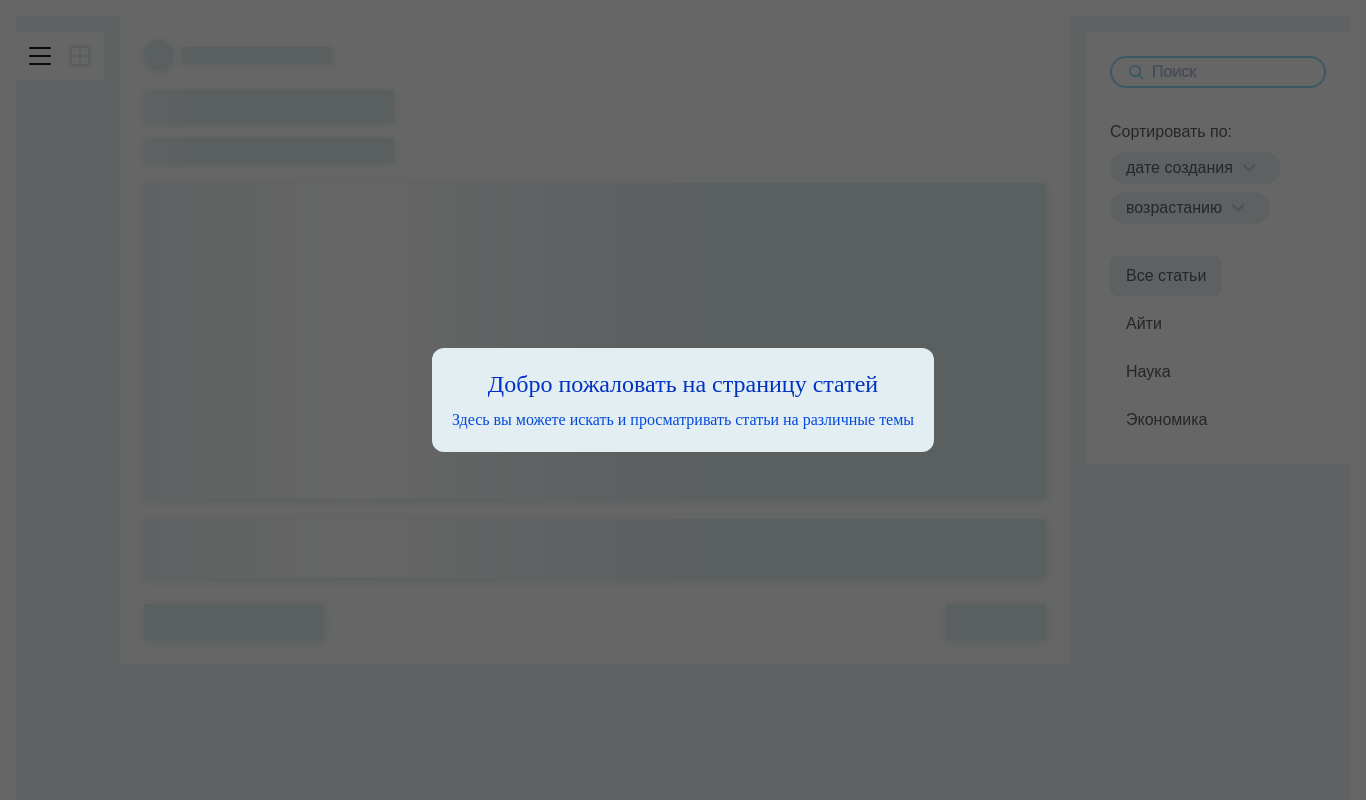 Поиск
Сортировать по:
дате создания
возрастанию
Все статьи
Айти
Наука
Экономика
Добро пожаловать на страницу статей
Здесь вы можете искать и просматривать статьи на различные темы